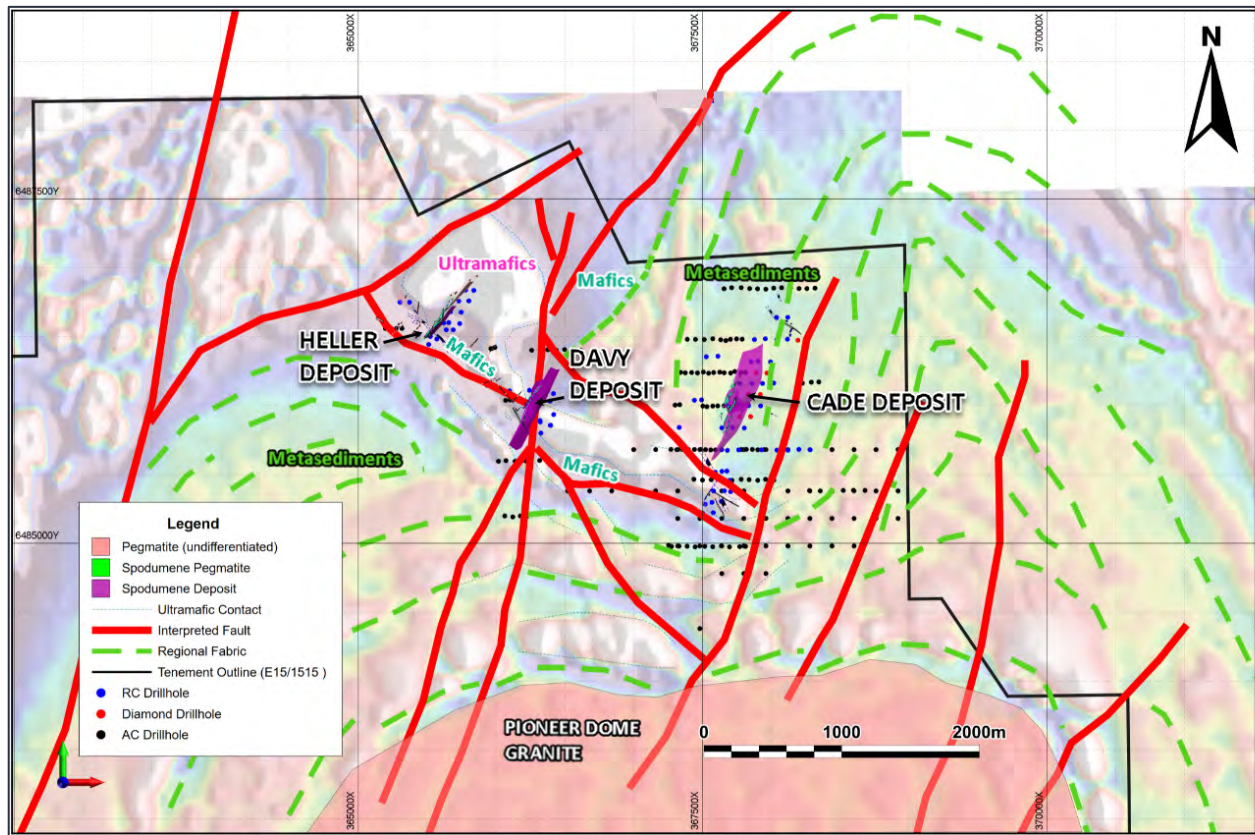 365000X
367500X
370000X
N
6487500Y
Ultramafics
Mafics
Metasediments
HELLER
DEPOSIT
Mafics
DAVY
DEPOSIT
CADE DEPOSIT
Metasediments
Mafics
6485000Y
Legend
Pegmatite (undifferentiated)
Spodumene Pegmatite
Spodumene Deposit
Ultramafic Contact
Interpreted Fault
Regional Fabric
Tenement Outline (E15/1515 )
RC Drillhole
Diamond Drillhole
AC Drillhole
PIONEER DOME
GRANITE
0 1000 2000m
365000X
367500X
370000X